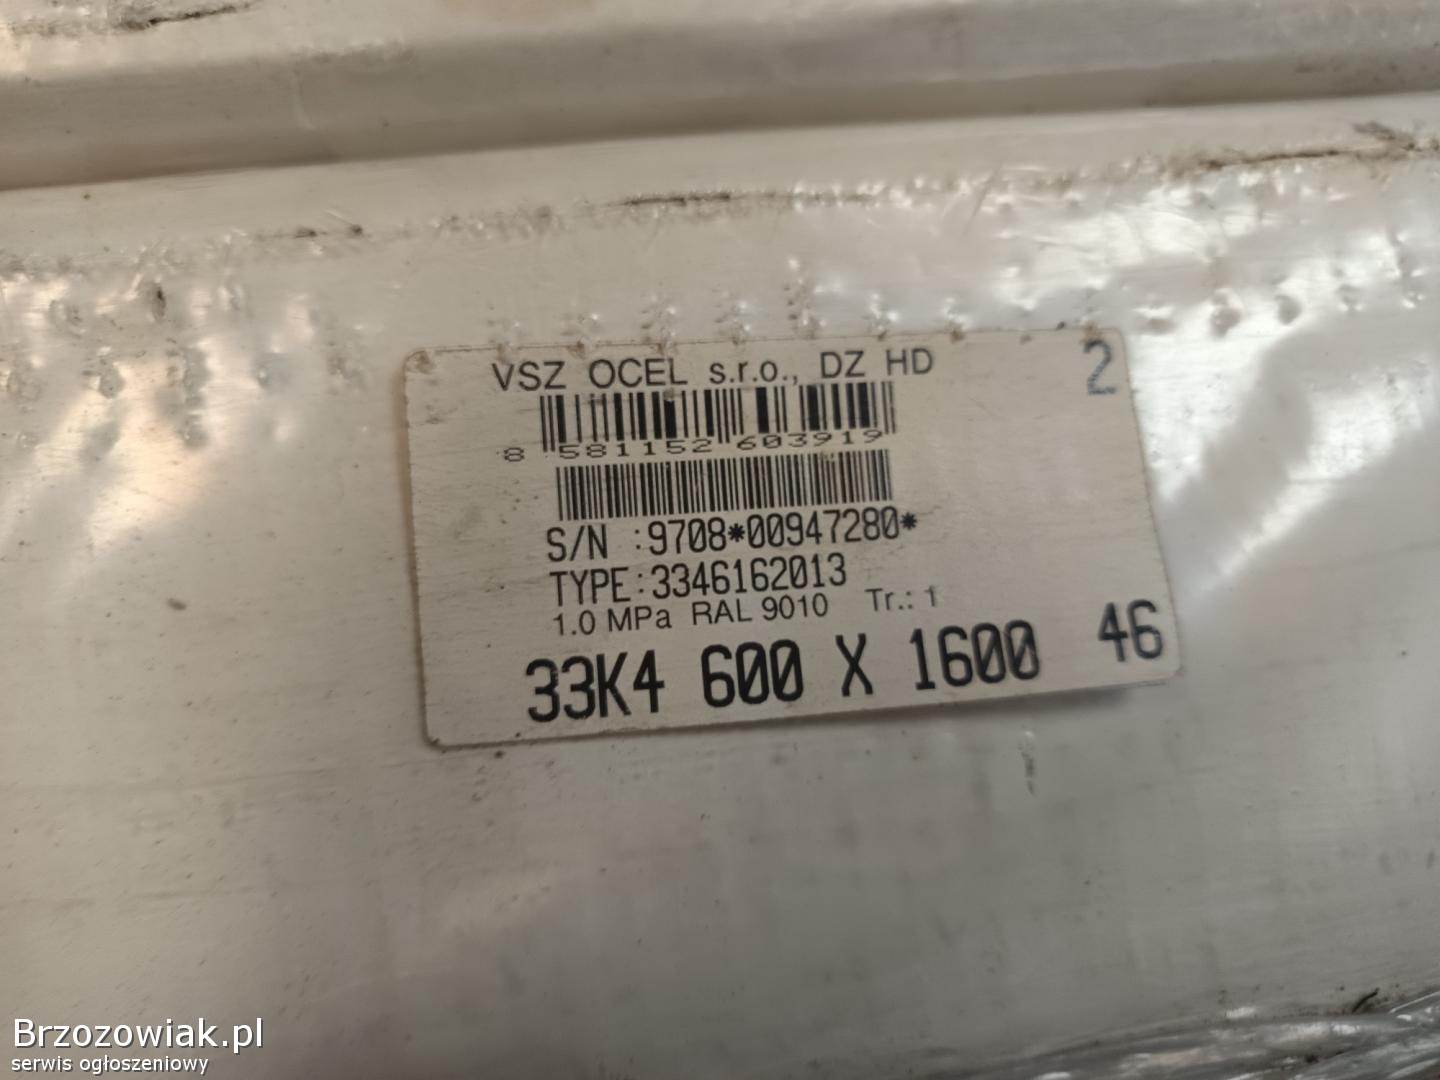 VSZ OCEL s.r.o., DZ HD
2
8 581152 603919
S/N :9708*00947280*
TYPE:3346162013
1.0 MPa RAL 9010 Tr.: 1
33K4 600 X 1600 46
Brzozowiak.pl
serwis ogłoszeniowy